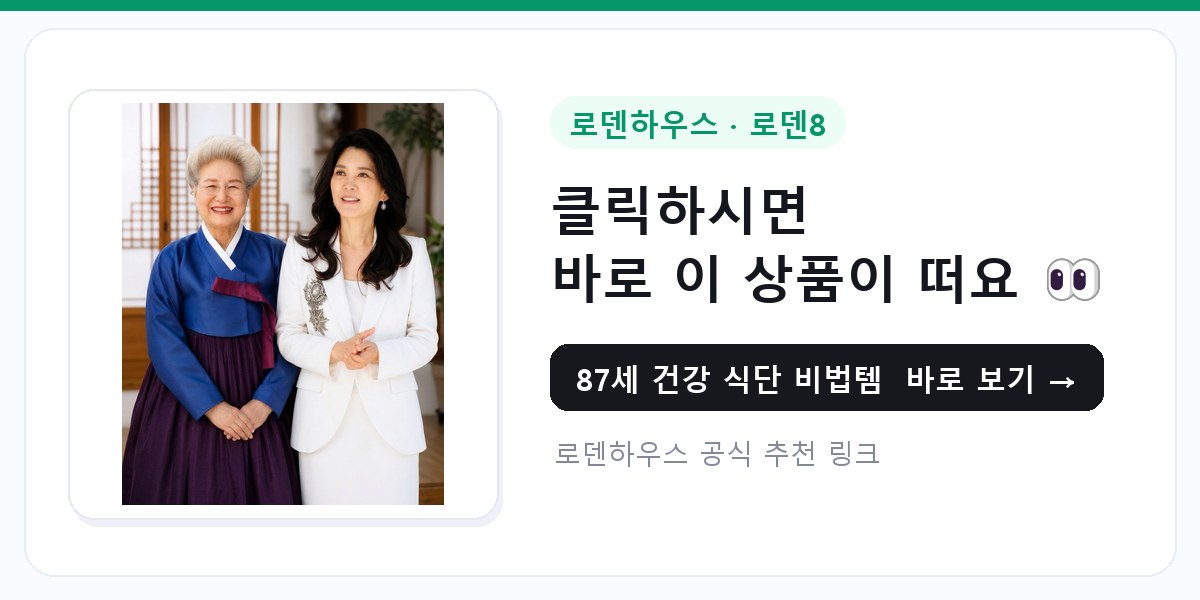 로덴하우스 · 로덴8
클릭하시면
바로 이 상품이 떠요 👀
87세 건강 식단 비법템 바로 보기 →
로덴하우스 공식 추천 링크